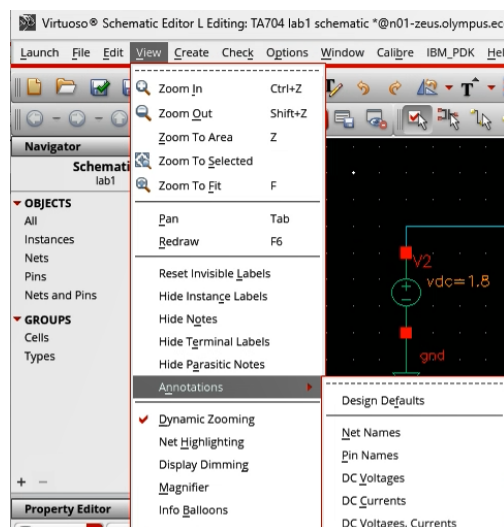 Virtuoso® Schematic Editor L Editing: TA704 lab1 schematic *@n01-zeus.olympus.ec
Launch File Edit View Create Check Options Window Calibre IBM_PDK Hel
Zoom In Ctrl+Z
Zoom Out Shift+Z
Zoom To Area Z
Zoom To Selected
Zoom To Fit F
Pan Tab
Redraw F6
Reset Invisible Labels
Hide Instance Labels
Hide Notes
Hide Terminal Labels
Hide Parasitic Notes
Annotations
Dynamic Zooming
Net Highlighting
Display Dimming
Magnifier
Info Balloons
Navigator
Schemati
lab1
OBJECTS
All
Instances
Nets
Pins
Nets and Pins
GROUPS
Cells
Types
Property Editor
T
V2
vdc=1.8
gnd
Design Defaults
Net Names
Pin Names
DC Voltages
DC Currents
DC Voltages, Currents